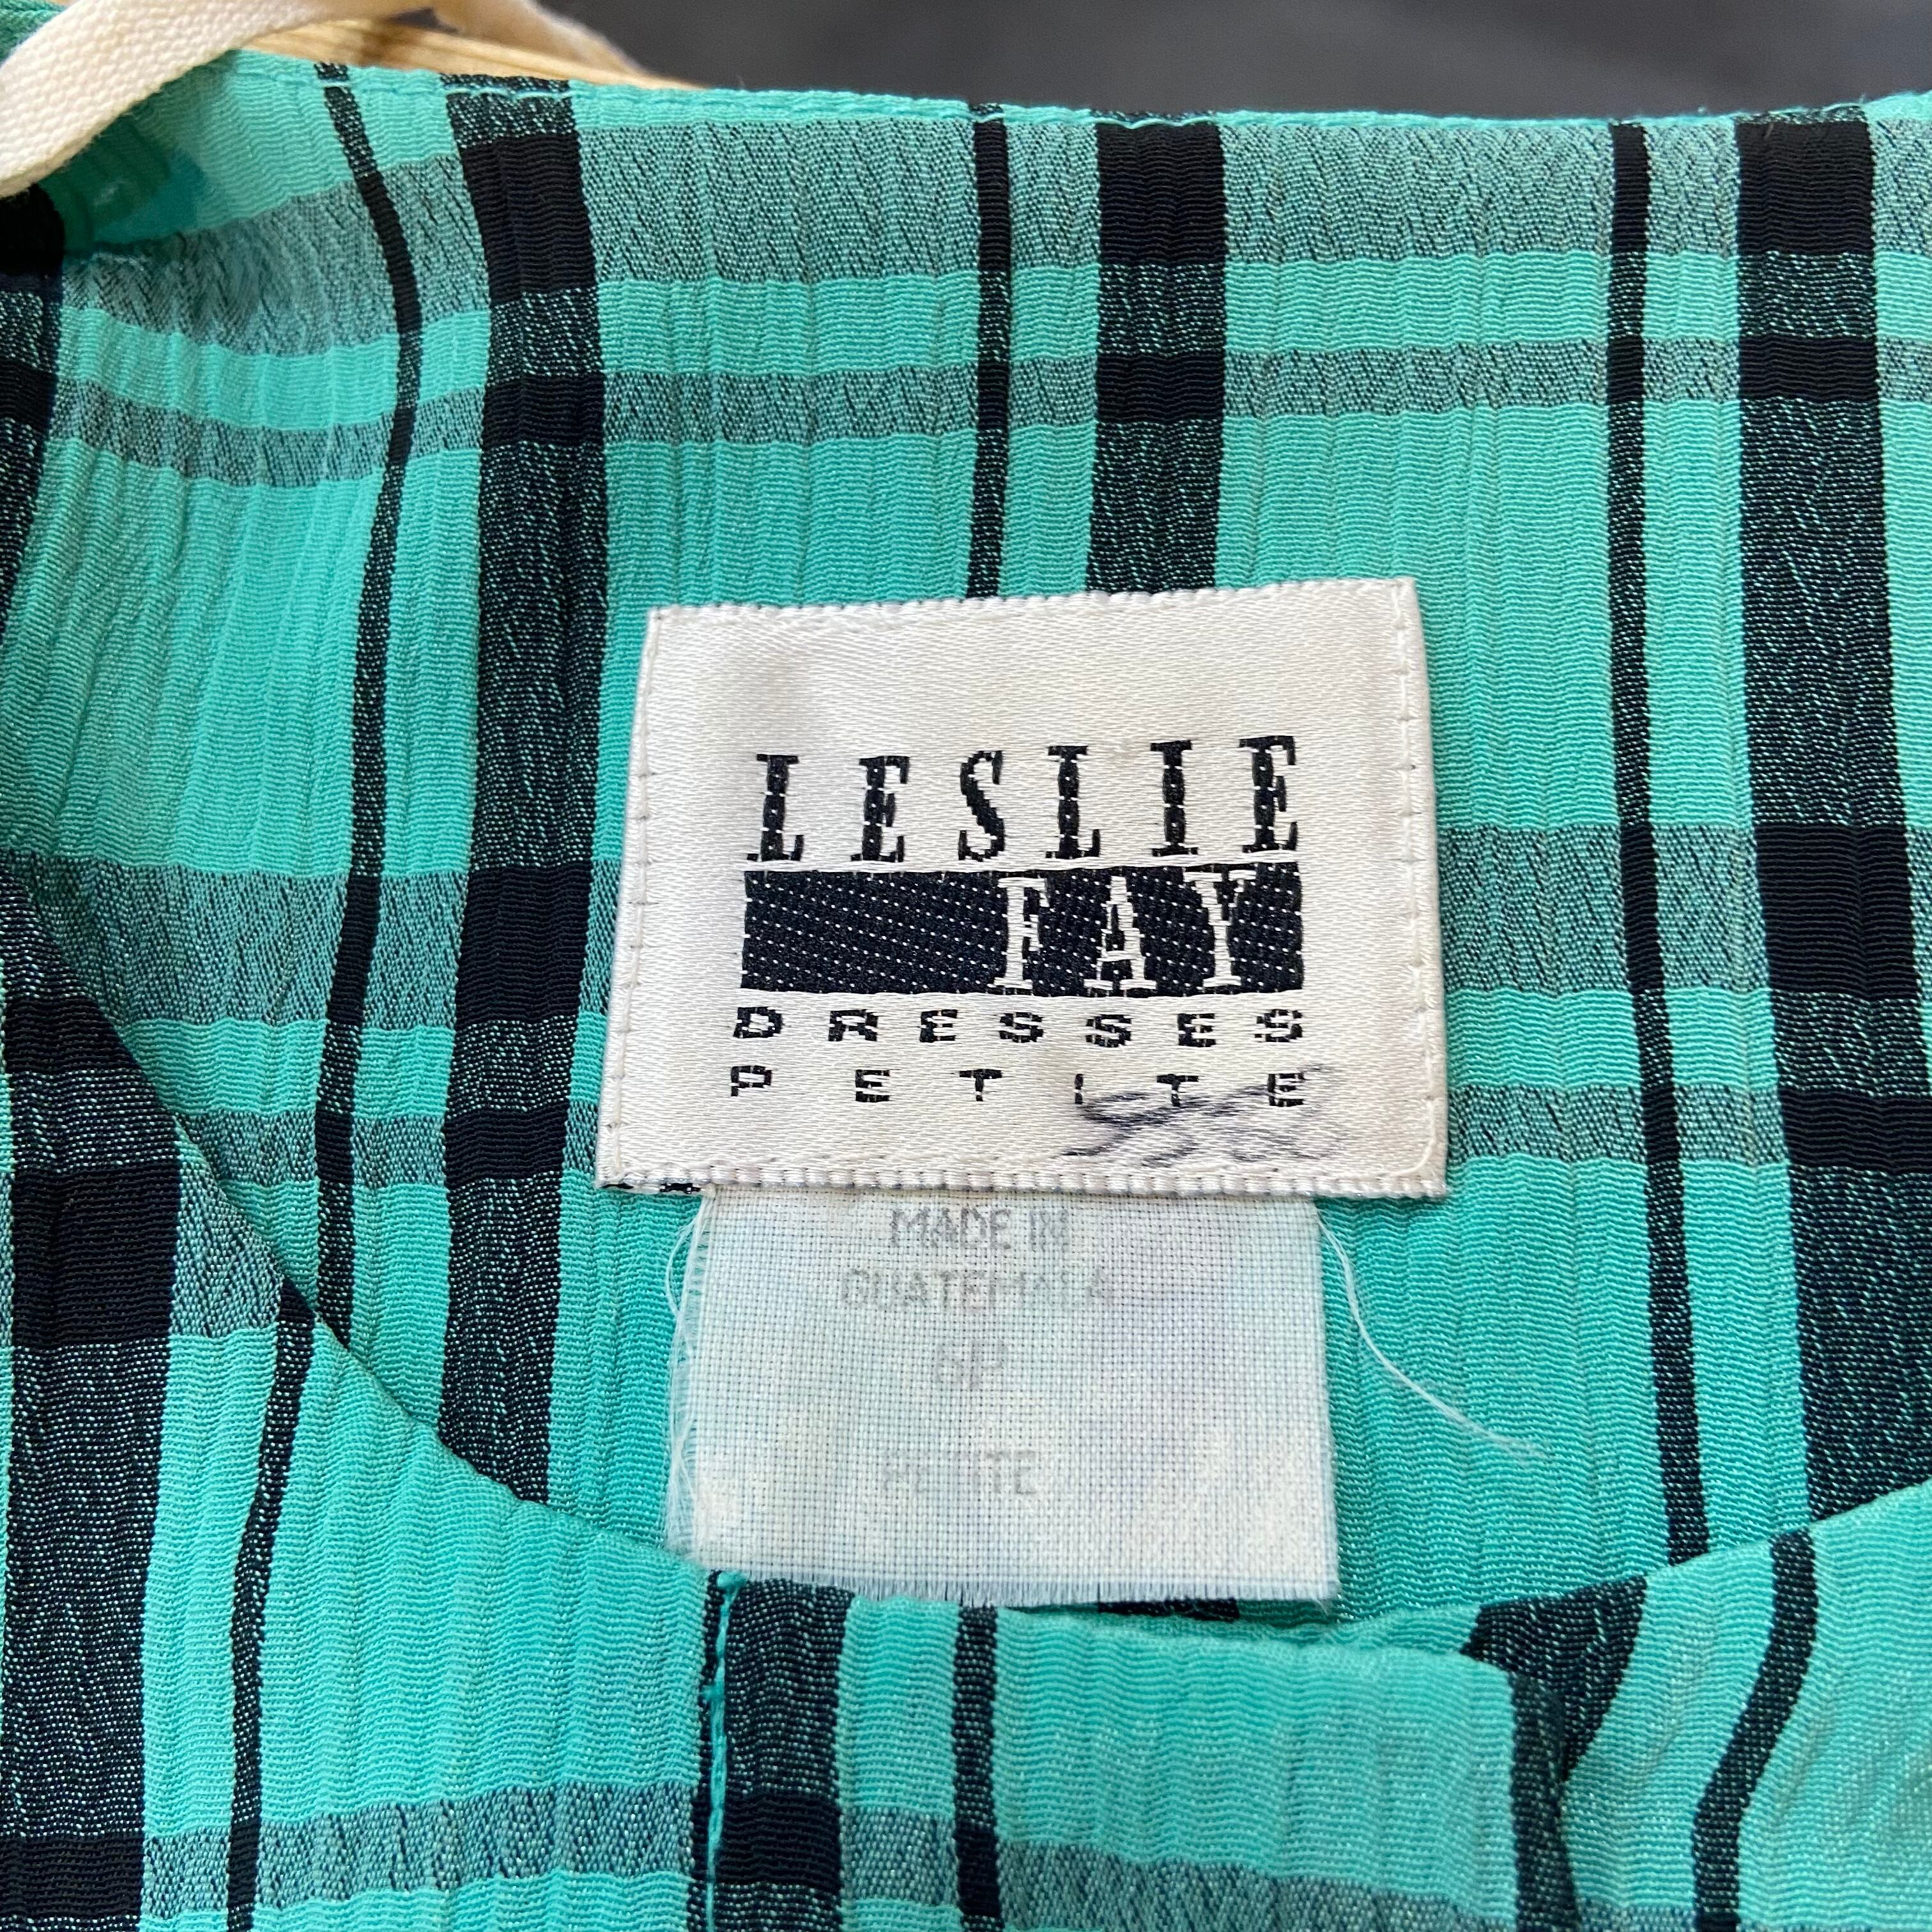 LESLIE
FAY
DRESSES
PETITE
MADE IN
GUATEMALA
6P
PETITE